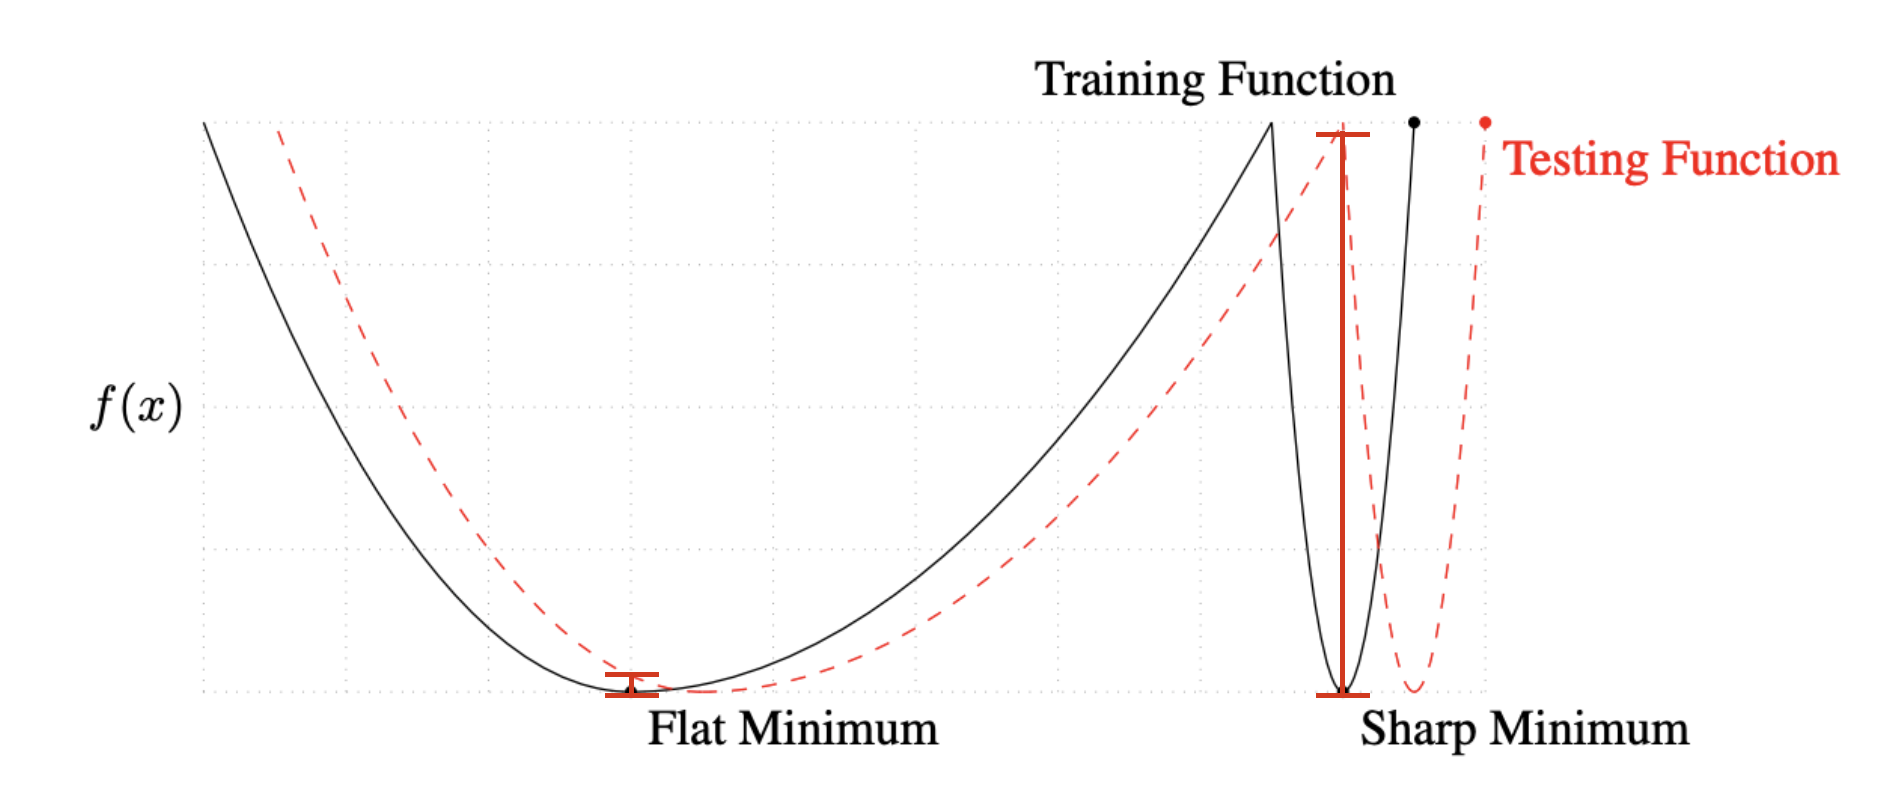 Training Function
Testing Function
f(x)
Flat Minimum
Sharp Minimum